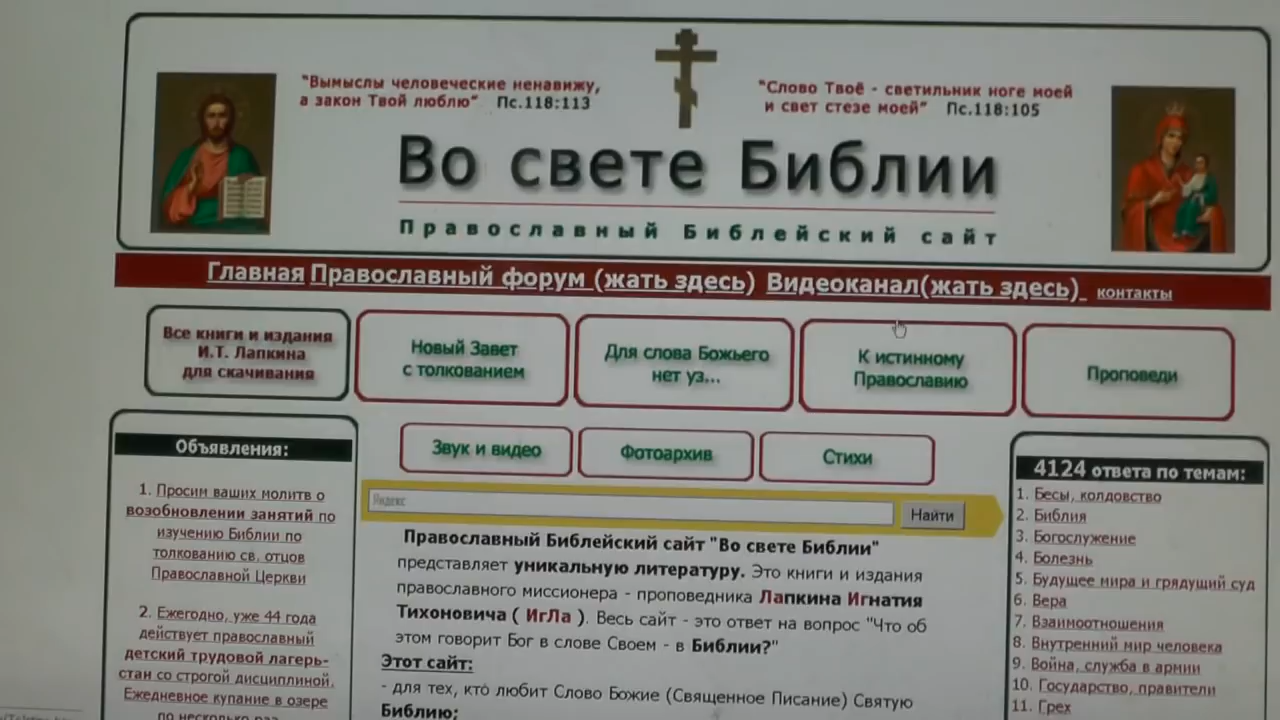 "Вымыслы человеческие ненавижу,
а закон Твой люблю" Пс.118:113
"Слово Твоё - светильник ноге моей
и свет стезе моей" Пс.118:105
Во свете Библии
Православный Библейский сайт
Главная Православный форум (жать здесь) Видеоканал(жать здесь) контакты
Все книги и издания
И.Т. Лапкина
для скачивания
Новый Завет
с толкованием
Для слова Божьего
нет уз...
К истинному
Православию
Проповеди
Звук и видео
Фотоархив
Стихи
Объявления:
1. Просим ваших молитв о
возобновлении занятий по
изучению Библии по
толкованию св. отцов
Православной Церкви
2. Ежегодно, уже 44 года
действует православный
детский трудовой лагерь-
стан со строгой дисциплиной.
Ежедневное купание в озере
по несколько раз
Яндекс
Найти
Православный Библейский сайт "Во свете Библии"
представляет уникальную литературу. Это книги и издания
православного миссионера - проповедника Лапкина Игнатия
Тихоновича ( ИгЛа ). Весь сайт - это ответ на вопрос "Что об
этом говорит Бог в слове Своем - в Библии?"
Этот сайт:
- для тех, кто любит Слово Божие (Священное Писание) Святую
Библию;
4124 ответа по темам:
1. Бесы, колдовство
2. Библия
3. Богослужение
4. Болезнь
5. Будущее мира и грядущий суд
6. Вера
7. Взаимоотношения
8. Внутренний мир человека
9. Война, служба в армии
10. Государство, правители
11. Грех